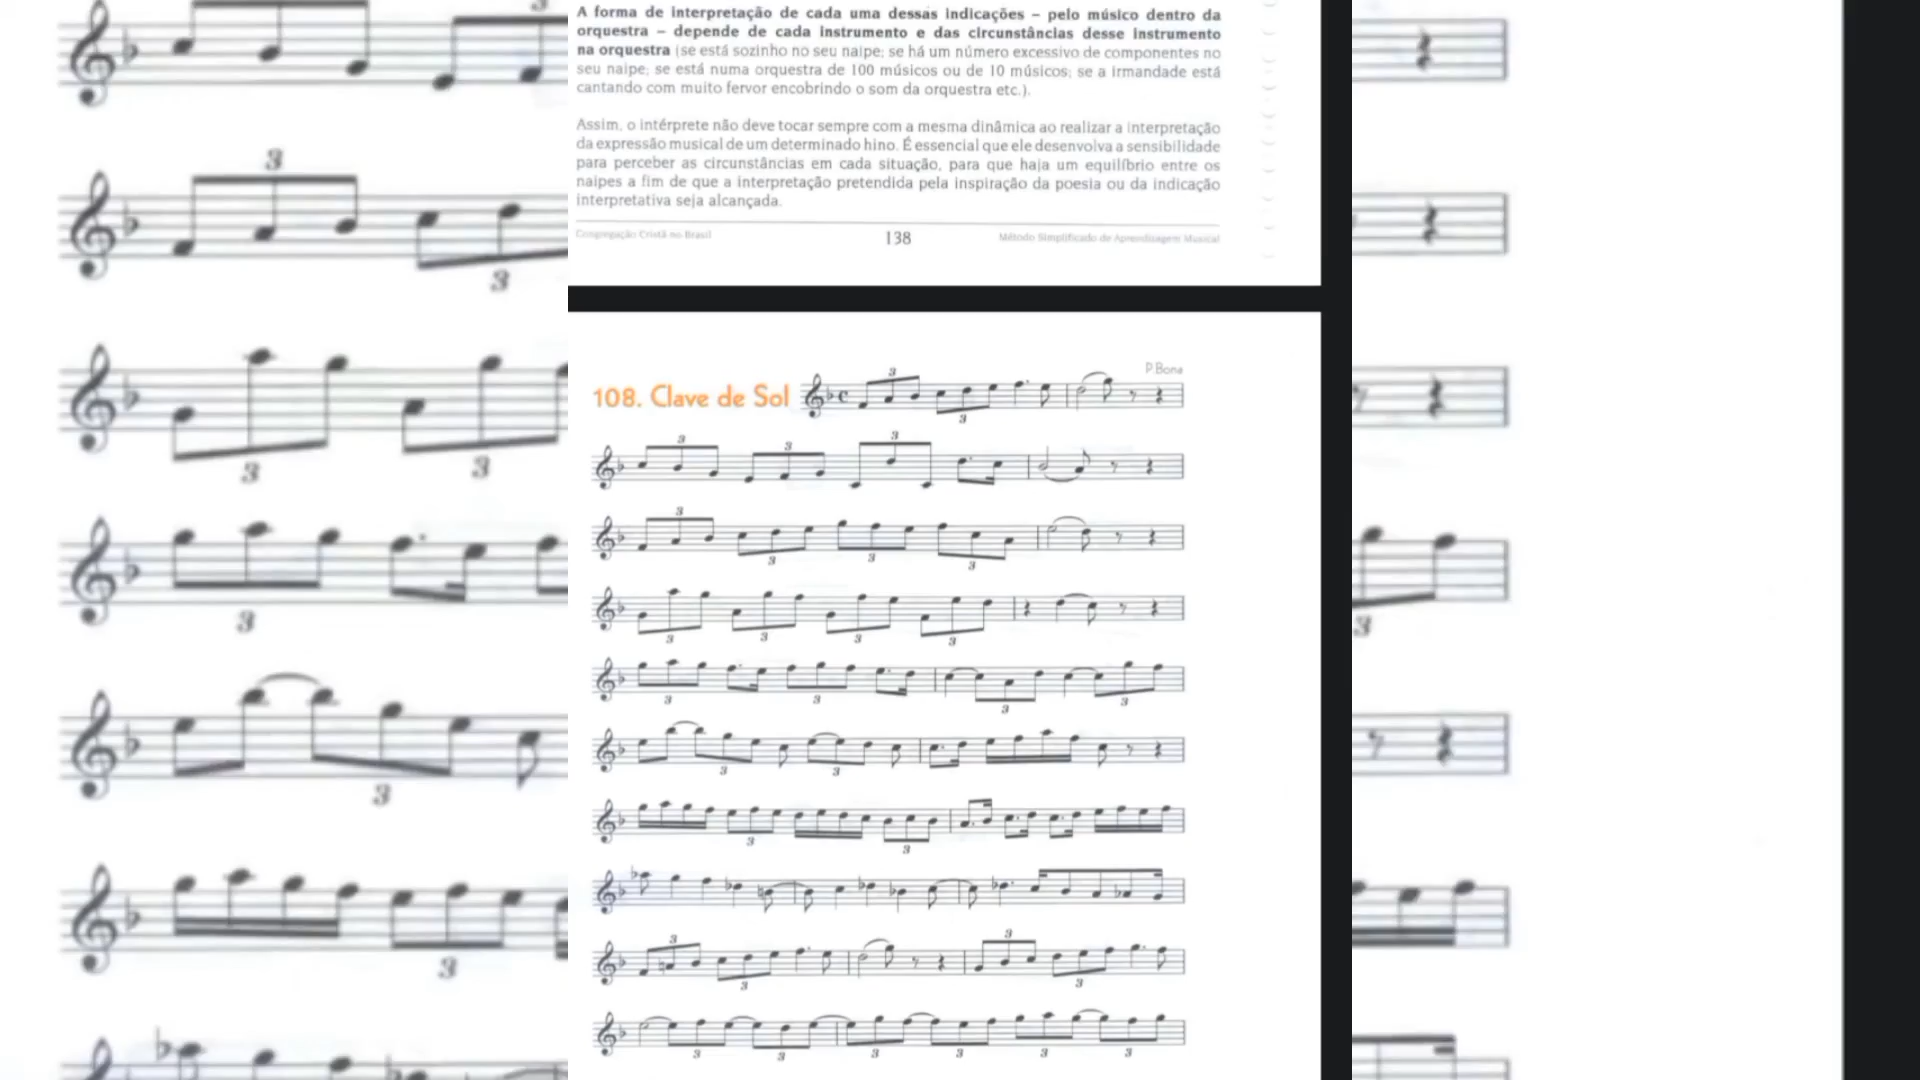 A forma de interpretação de cada uma dessas indicações – pelo músico dentro da
orquestra – depende de cada instrumento e das circunstâncias desse instrumento
na orquestra (se está sozinho no seu naipe; se há um número excessivo de componentes no
seu naipe; se está numa orquestra de 100 músicos ou de 10 músicos; se a irmandade está
cantando com muito fervor encobrindo o som da orquestra etc.).
Assim, o intérprete não deve tocar sempre com a mesma dinâmica ao realizar a interpretação
da expressão musical de um determinado hino. É essencial que ele desenvolva a sensibilidade
para perceber as circunstâncias em cada situação, para que haja um equilíbrio entre os
naipes a fim de que a interpretação pretendida pela inspiração da poesia ou da indicação
interpretativa seja alcançada.
Congregação Cristã no Brasil 138 Método Simplificado de Aprendizagem Musical
P.Bona
108. Clave de Sol